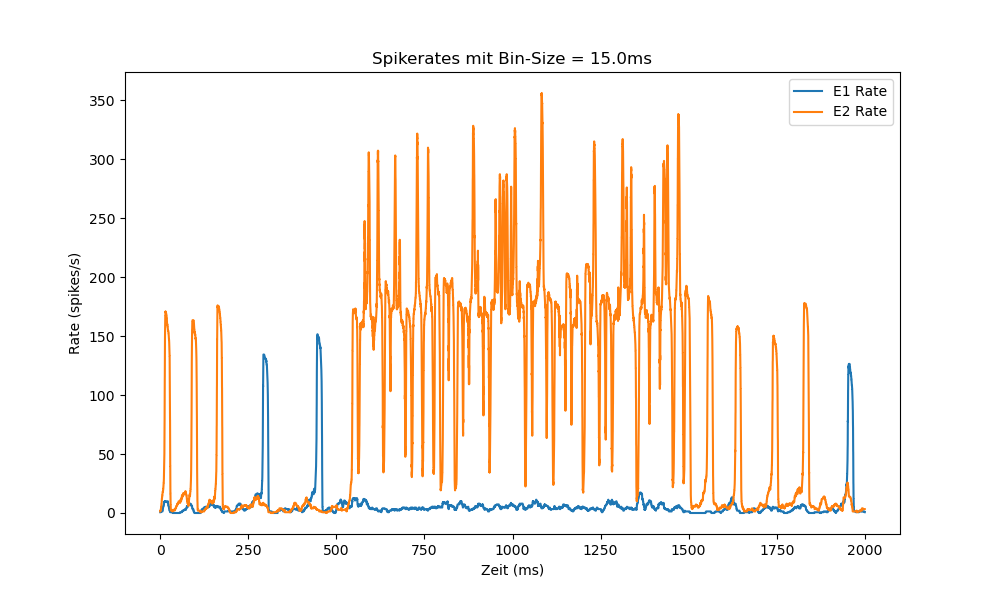 Spikerates mit Bin-Size = 15.0ms
E1 Rate
E2 Rate
350
300
250
200
150
100
50
0
Rate (spikes/s)
0 250 500 750 1000 1250 1500 1750 2000
Zeit (ms)